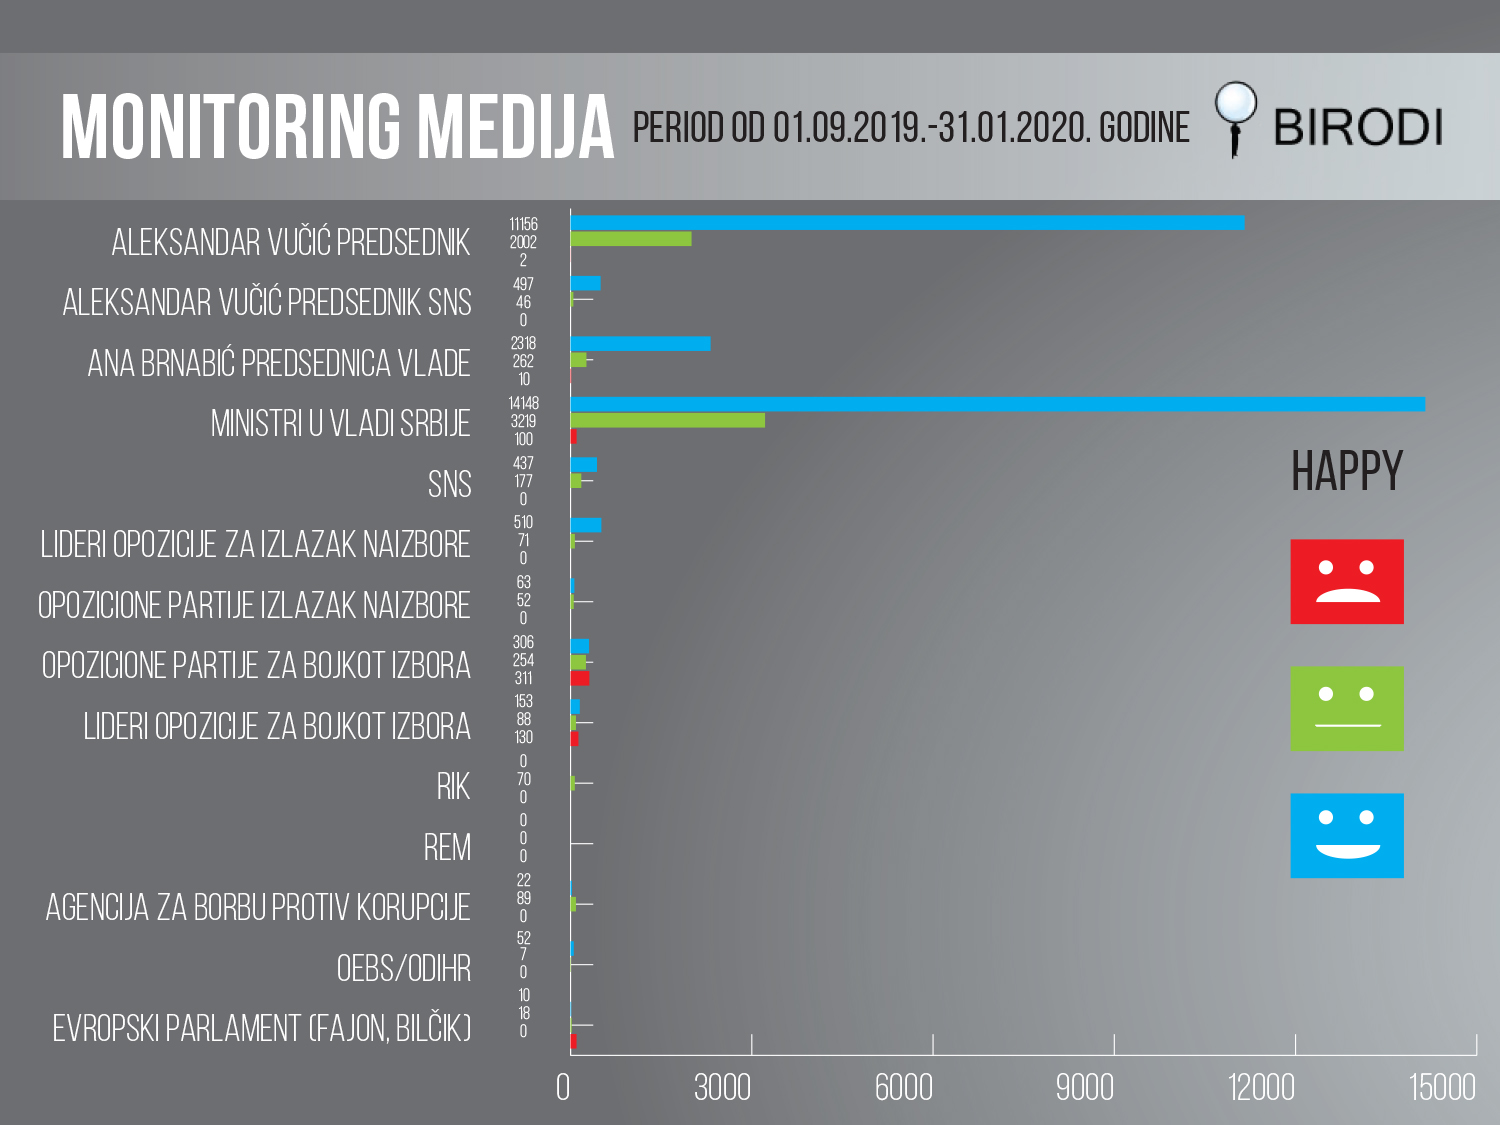 MONITORING MEDIJA PERIOD OD 01.09.2019.-31.01.2020. GODINE BIRODI
ALEKSANDAR VUČIĆ PREDSEDNIK
11156
2002
2
ALEKSANDAR VUČIĆ PREDSEDNIK SNS
497
46
0
ANA BRNABIĆ PREDSEDNICA VLADE
2318
262
10
MINISTRI U VLADI SRBIJE
14148
3219
100
SNS
437
177
0
LIDERI OPOZICIJE ZA IZLAZAK NAIZBORE
510
71
0
OPOZICIONE PARTIJE IZLAZAK NAIZBORE
63
52
0
OPOZICIONE PARTIJE ZA BOJKOT IZBORA
306
254
311
LIDERI OPOZICIJE ZA BOJKOT IZBORA
153
88
130
RIK
0
70
0
REM
0
0
0
AGENCIJA ZA BORBU PROTIV KORUPCIJE
22
89
0
OEBS/ODIHR
52
7
0
EVROPSKI PARLAMENT (FAJON, BILČIK)
10
18
0
HAPPY
0 3000 6000 9000 12000 15000